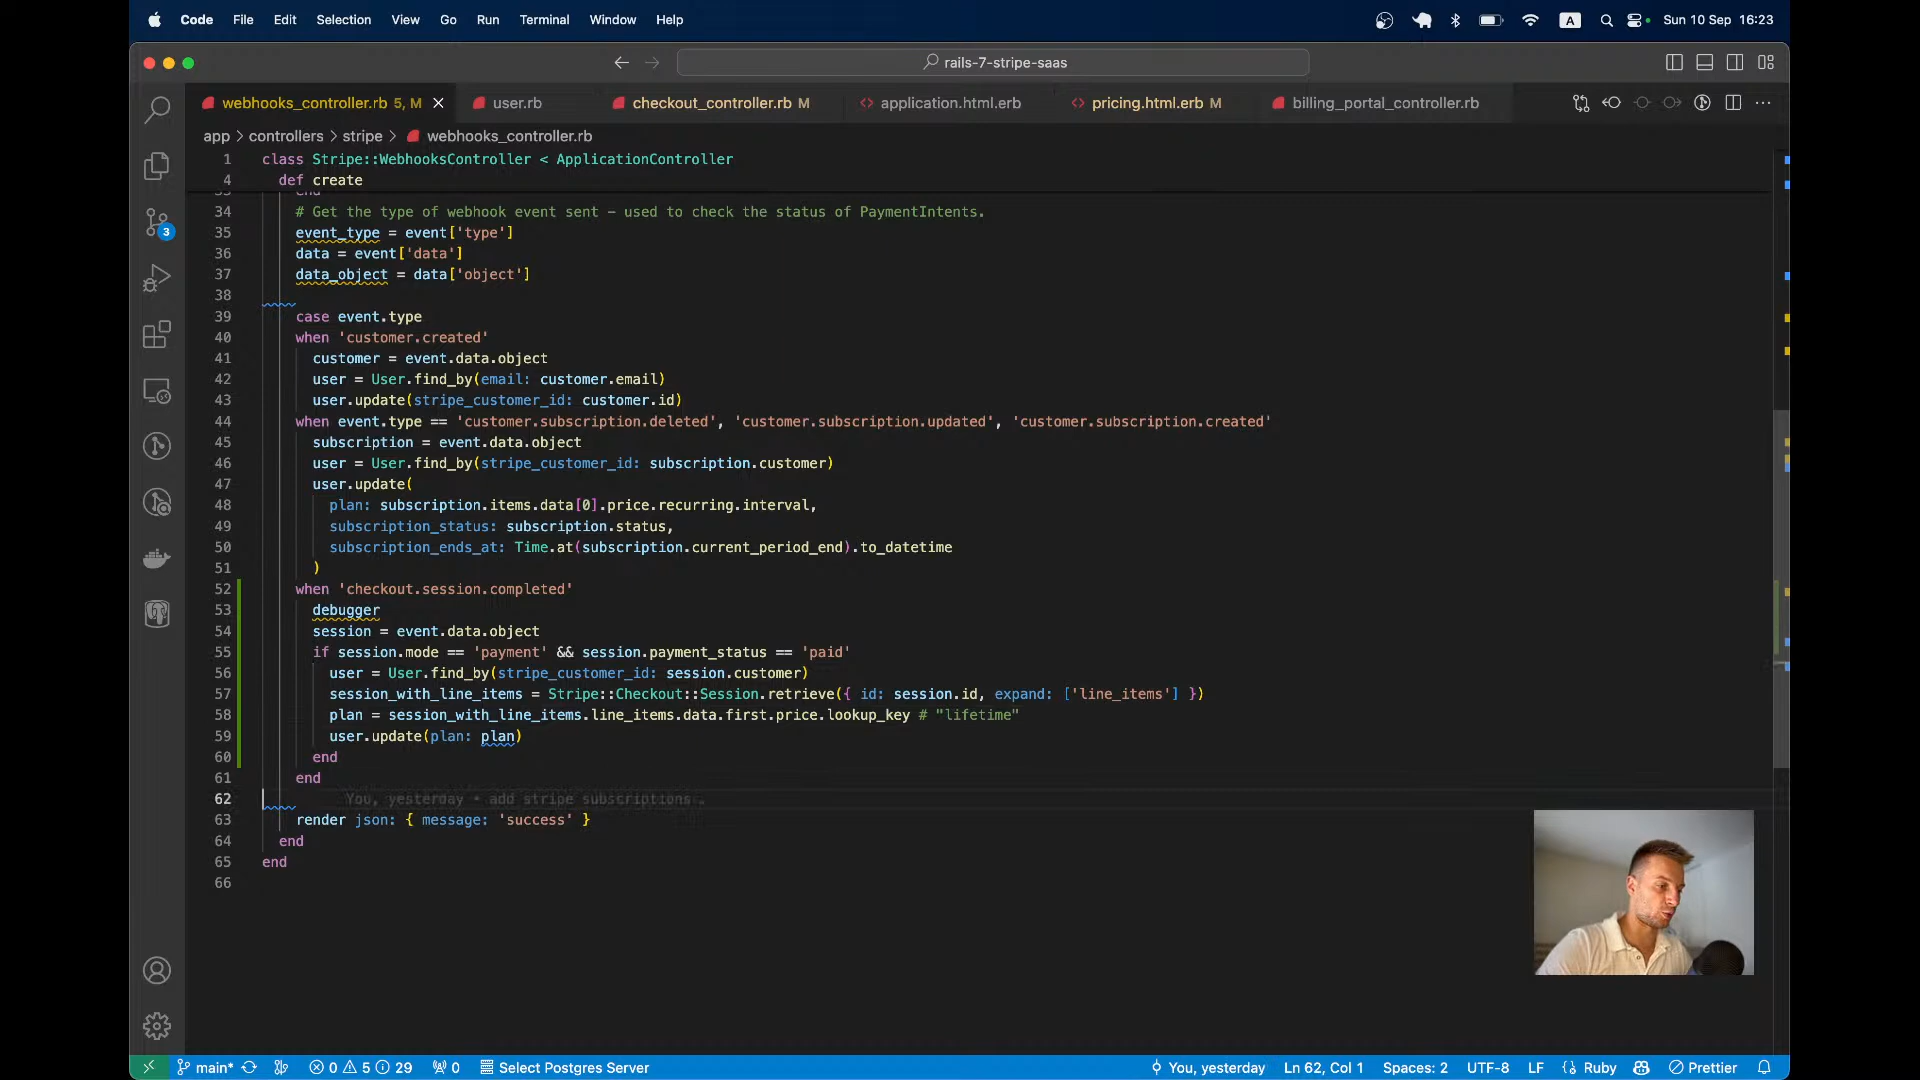 Code File Edit Selection View Go Run Terminal Window Help
A Sun 10 Sep 16:23
rails-7-stripe-saas
webhooks_controller.rb 5, M user.rb checkout_controller.rb M application.html.erb pricing.html.erb M billing_portal_controller.rb
app > controllers > stripe > webhooks_controller.rb
1 class Stripe::WebhooksController < ApplicationController
4 def create
34 # Get the type of webhook event sent – used to check the status of PaymentIntents.
35 event_type = event['type']
36 data = event['data']
37 data_object = data['object']
38
39 case event.type
40 when 'customer.created'
41 customer = event.data.object
42 user = User.find_by(email: customer.email)
43 user.update(stripe_customer_id: customer.id)
44 when event.type == 'customer.subscription.deleted', 'customer.subscription.updated', 'customer.subscription.created'
45 subscription = event.data.object
46 user = User.find_by(stripe_customer_id: subscription.customer)
47 user.update(
48 plan: subscription.items.data[0].price.recurring.interval,
49 subscription_status: subscription.status,
50 subscription_ends_at: Time.at(subscription.current_period_end).to_datetime
51 )
52 when 'checkout.session.completed'
53 debugger
54 session = event.data.object
55 if session.mode == 'payment' && session.payment_status == 'paid'
56 user = User.find_by(stripe_customer_id: session.customer)
57 session_with_line_items = Stripe::Checkout::Session.retrieve({ id: session.id, expand: ['line_items'] })
58 plan = session_with_line_items.line_items.data.first.price.lookup_key # "lifetime"
59 user.update(plan: plan)
60 end
61 end
62 You, yesterday • add stripe subscriptions .
63 render json: { message: 'success' }
64 end
65 end
66
3
main* 0 5 29 0 Select Postgres Server You, yesterday Ln 62, Col 1 Spaces: 2 UTF-8 LF Ruby Prettier